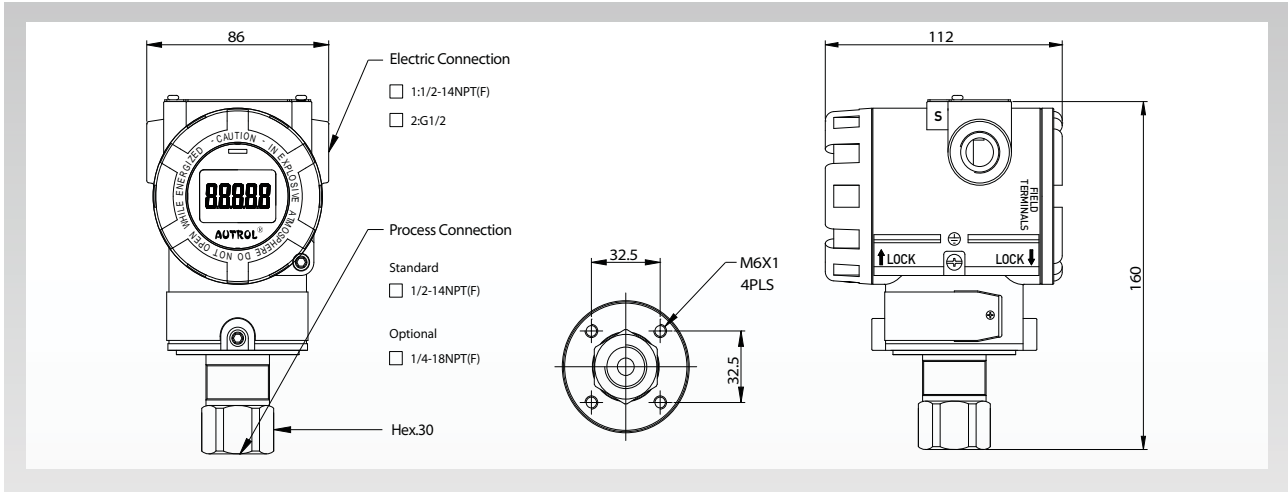 86
Electric Connection
1:1/2-14NPT(F)
2:G1/2
- CAUTION - IN EXPLOSIVE ATMOSPHERE DO NOT OPEN WHILE ENERGIZED
88888
AUTROL®
Process Connection
Standard
1/2-14NPT(F)
Optional
1/4-18NPT(F)
Hex.30
32.5
M6X1
4PLS
32.5
112
S
FIELD
TERMINALS
LOCK
LOCK
160